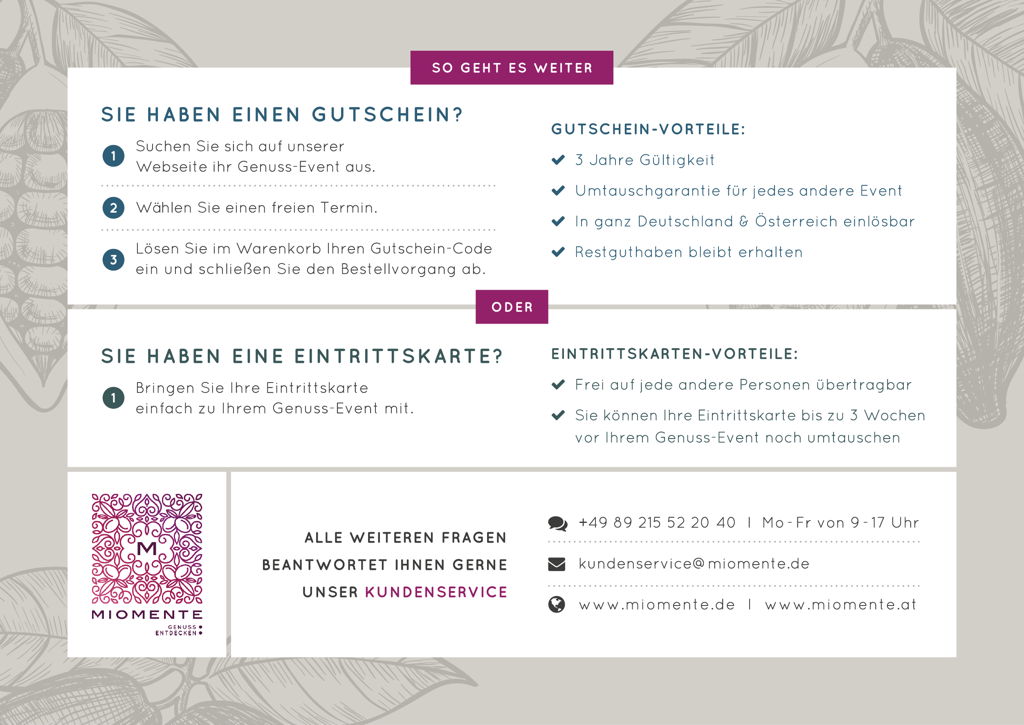 SO GEHT ES WEITER
SIE HABEN EINEN GUTSCHEIN?
1 Suchen Sie sich auf unserer
Webseite ihr Genuss-Event aus.
2 Wählen Sie einen freien Termin.
3 Lösen Sie im Warenkorb Ihren Gutschein-Code
ein und schließen Sie den Bestellvorgang ab.
GUTSCHEIN-VORTEILE:
3 Jahre Gültigkeit
Umtauschgarantie für jedes andere Event
In ganz Deutschland & Österreich einlösbar
Restguthaben bleibt erhalten
ODER
SIE HABEN EINE EINTRITTSKARTE?
1 Bringen Sie Ihre Eintrittskarte
einfach zu Ihrem Genuss-Event mit.
EINTRITTSKARTEN-VORTEILE:
Frei auf jede andere Personen übertragbar
Sie können Ihre Eintrittskarte bis zu 3 Wochen
vor Ihrem Genuss-Event noch umtauschen
M
MIOMENTE
GENUSS
ENTDECKEN
ALLE WEITEREN FRAGEN
BEANTWORTET IHNEN GERNE
UNSER KUNDENSERVICE
+49 89 215 52 20 40 | Mo-Fr von 9-17 Uhr
kundenservice@miomente.de
www.miomente.de | www.miomente.at